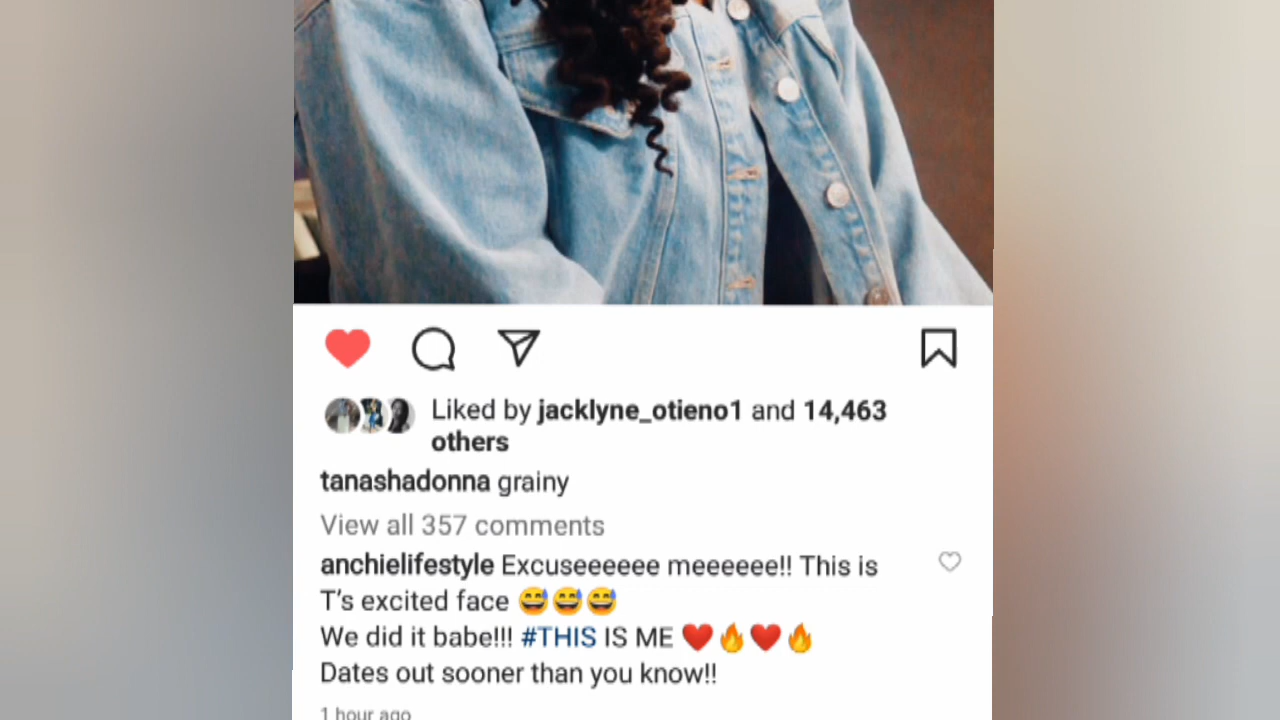 Liked by jacklyne_otieno1 and 14,463
others
tanashadonna grainy
View all 357 comments
anchielifestyle Excuseeeeee meeeeee!! This is
T's excited face 😅😅😅
We did it babe!!! #THIS IS ME ❤️🔥❤️🔥
Dates out sooner than you know!!
1 hour ago